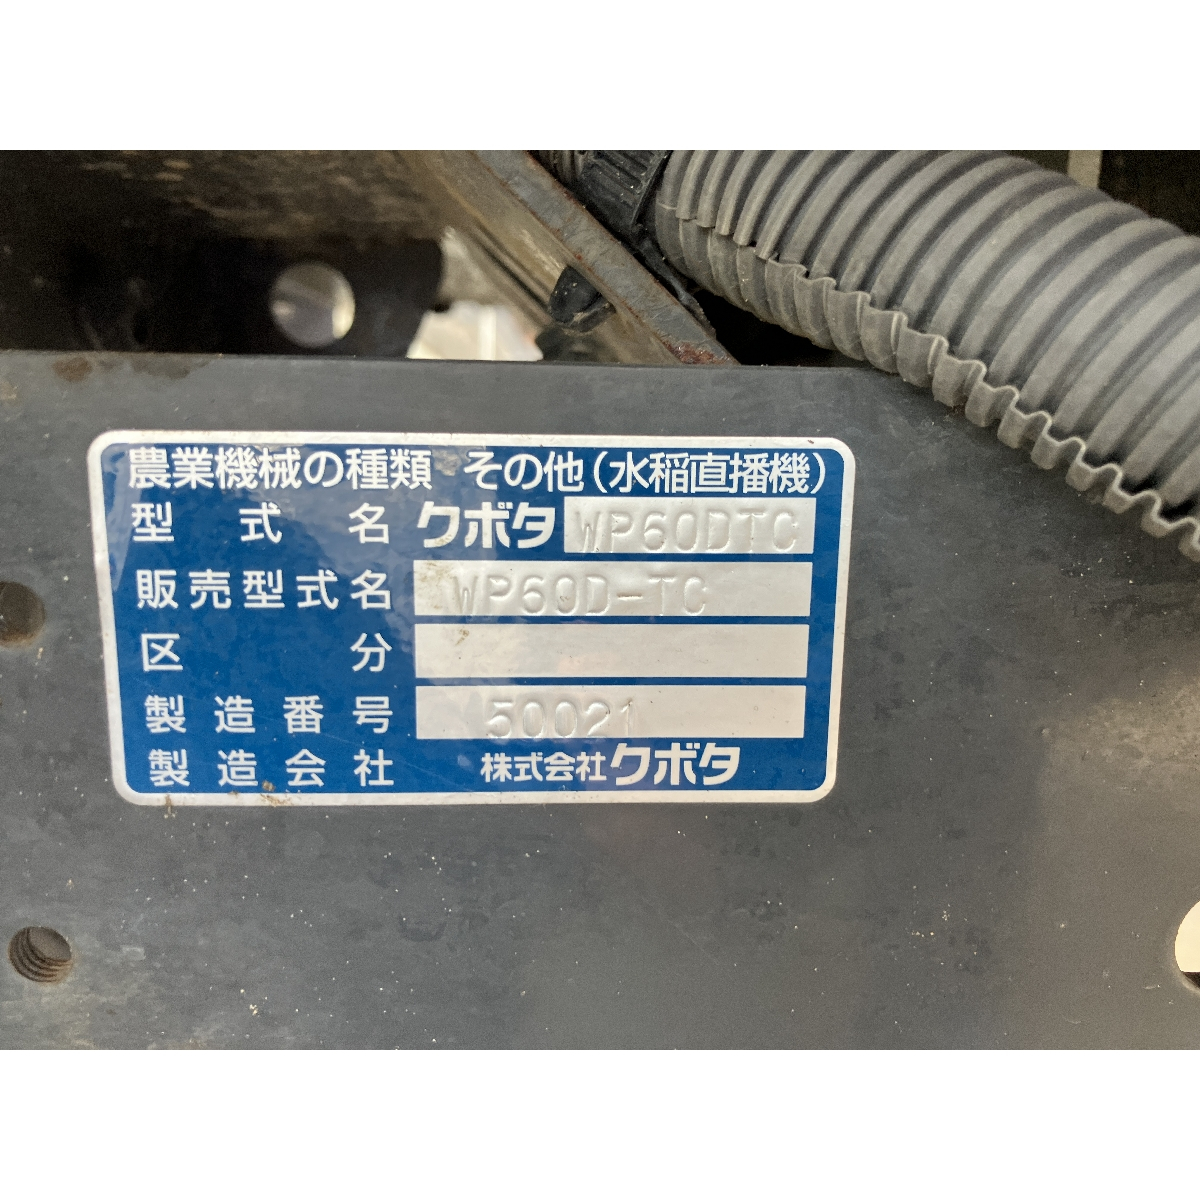 農業機械の種類 その他(水稲直播機)
型式名 クボタ WP60DTC
販売型式名 WP60D-TC
区分
製造番号 50021
製造会社 株式会社クボタ